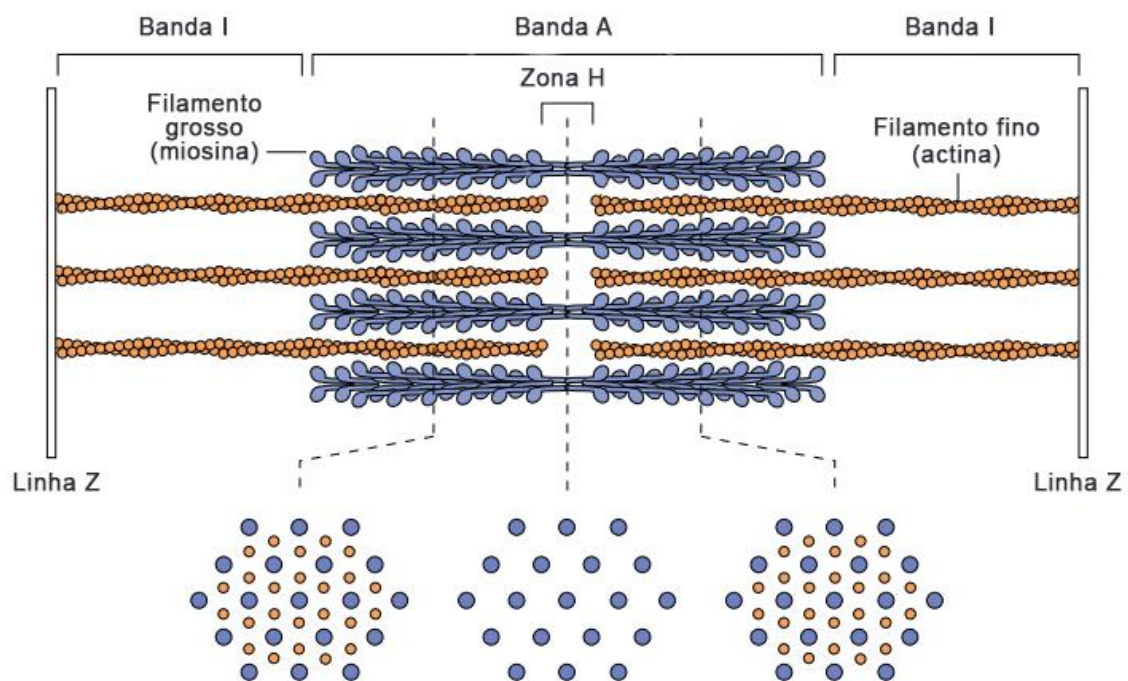 Banda I
Banda A
Banda I
Zona H
Filamento
grosso
(miosina)
Filamento fino
(actina)
Linha Z
Linha Z